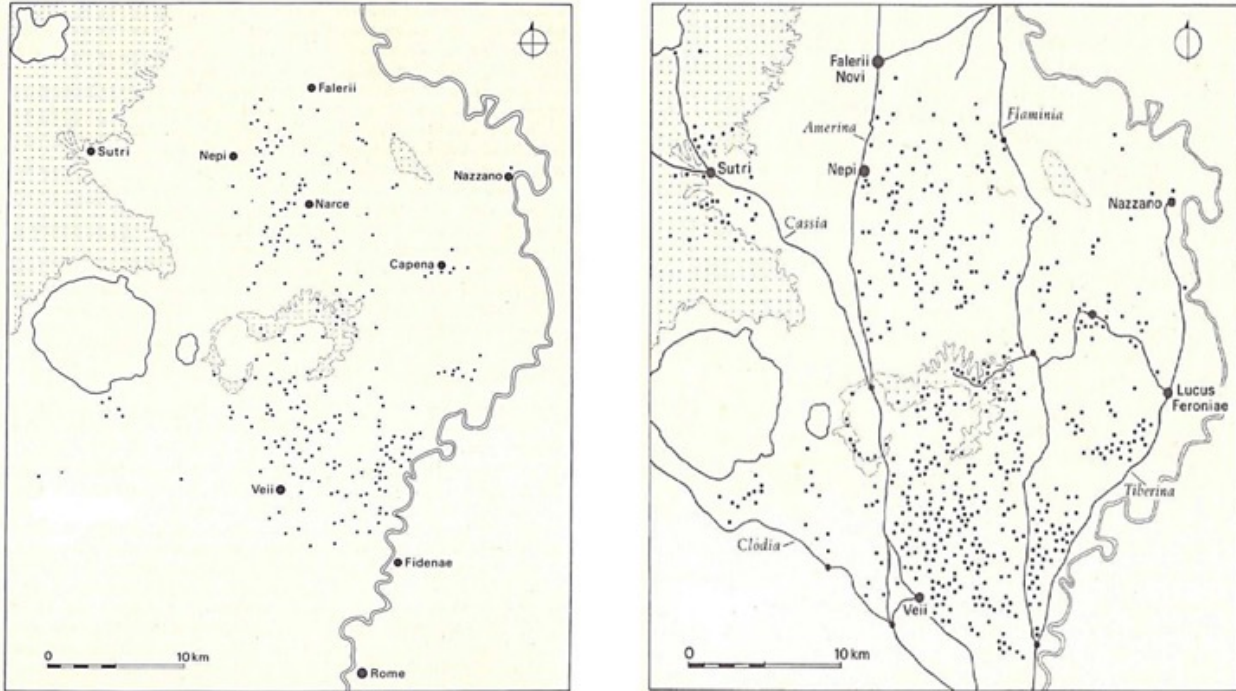 Falerii
Sutri
Nepi
Nazzano
Narce
Capena
Veii
Fidenae
0
10 km
Rome
Falerii
Novi
Amerina
Flaminia
Sutri
Nepi
Nazzano
Cassia
Lucus
Feroniae
Tiberina
Clódia
Veii
0
10 km